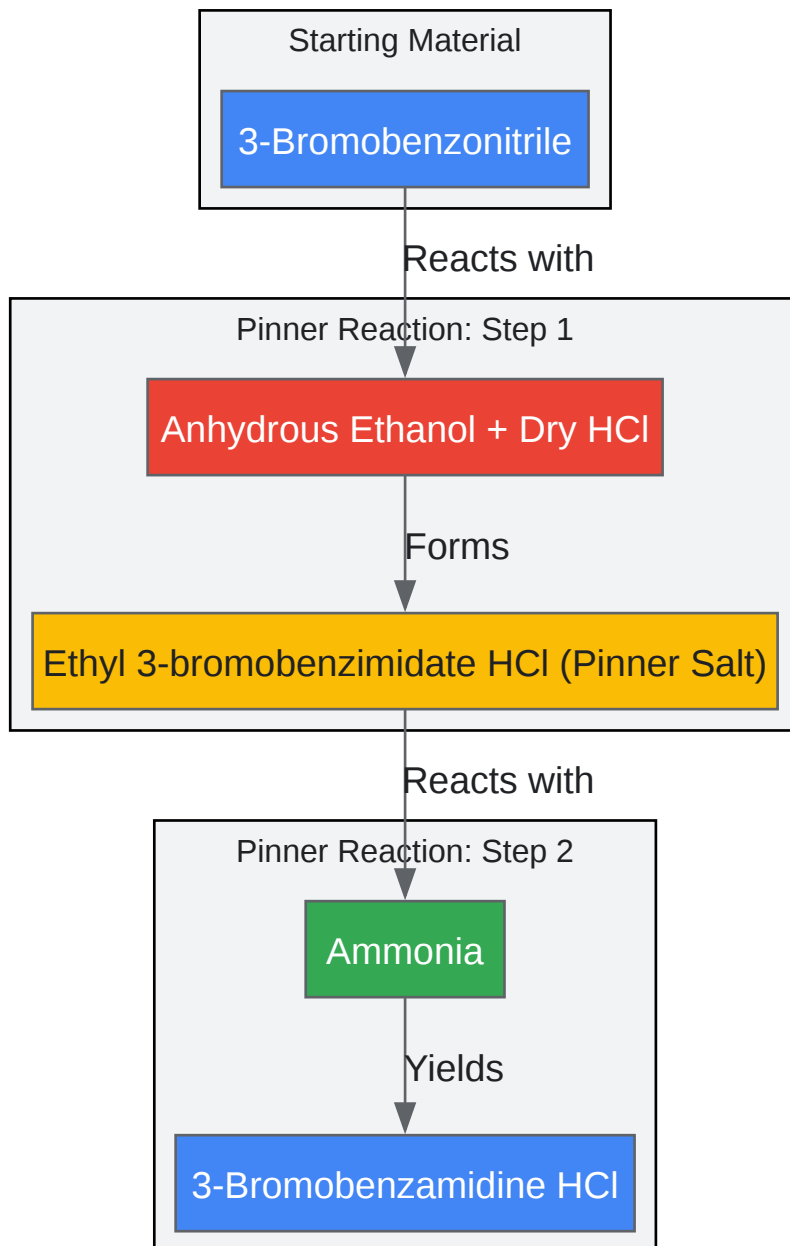 Starting Material
3-Bromobenzonitrile
Reacts with
Pinner Reaction: Step 1
Anhydrous Ethanol + Dry HCl
Forms
Ethyl 3-bromobenzimidate HCl (Pinner Salt)
Reacts with
Pinner Reaction: Step 2
Ammonia
Yields
3-Bromobenzamidine HCl